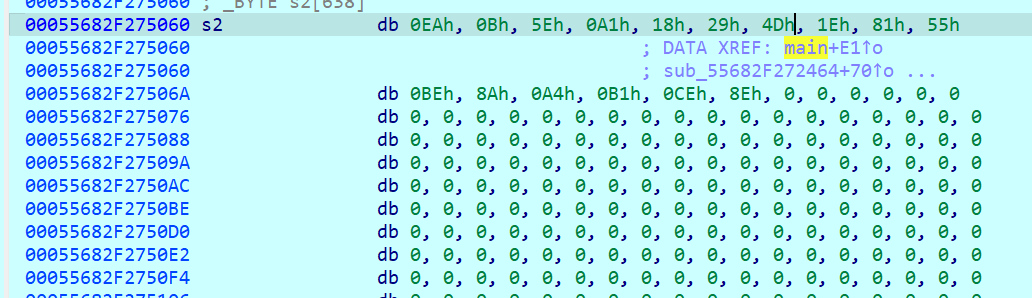 00055682F275060 ; _BYTE s2[638]
00055682F275060 s2 db 0EAh, 0Bh, 5Eh, 0A1h, 18h, 29h, 4Dh, 1Eh, 81h, 55h
00055682F275060 ; DATA XREF: main+E1↑o
00055682F275060 ; sub_55682F272464+70↑o ...
00055682F27506A db 0BEh, 8Ah, 0A4h, 0B1h, 0CEh, 8Eh, 0, 0, 0, 0, 0, 0
00055682F275076 db 0, 0, 0, 0, 0, 0, 0, 0, 0, 0, 0, 0, 0, 0, 0, 0, 0, 0
00055682F275088 db 0, 0, 0, 0, 0, 0, 0, 0, 0, 0, 0, 0, 0, 0, 0, 0, 0, 0
00055682F27509A db 0, 0, 0, 0, 0, 0, 0, 0, 0, 0, 0, 0, 0, 0, 0, 0, 0, 0
00055682F2750AC db 0, 0, 0, 0, 0, 0, 0, 0, 0, 0, 0, 0, 0, 0, 0, 0, 0, 0
00055682F2750BE db 0, 0, 0, 0, 0, 0, 0, 0, 0, 0, 0, 0, 0, 0, 0, 0, 0, 0
00055682F2750D0 db 0, 0, 0, 0, 0, 0, 0, 0, 0, 0, 0, 0, 0, 0, 0, 0, 0, 0
00055682F2750E2 db 0, 0, 0, 0, 0, 0, 0, 0, 0, 0, 0, 0, 0, 0, 0, 0, 0, 0
00055682F2750F4 db 0, 0, 0, 0, 0, 0, 0, 0, 0, 0, 0, 0, 0, 0, 0, 0, 0, 0